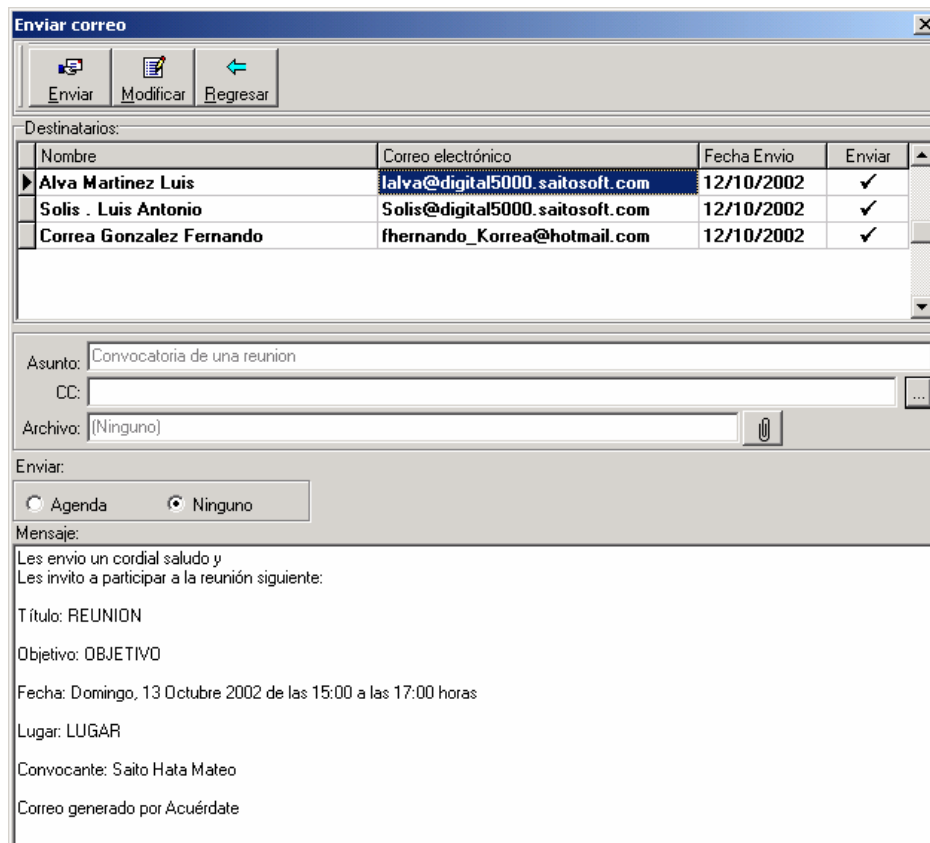 Enviar correo
Enviar Modificar Regresar
Destinatarios:
Nombre Correo electrónico Fecha Envio Enviar
Alva Martinez Luis lalva@digital5000.saitosoft.com 12/10/2002 ✓
Solis . Luis Antonio Solis@digital5000.saitosoft.com 12/10/2002 ✓
Correa Gonzalez Fernando fhernando_Korrea@hotmail.com 12/10/2002 ✓
Asunto: Convocatoria de una reunion
CC: ...
Archivo: (Ninguno)
Enviar:
Agenda Ninguno
Mensaje:
Les envio un cordial saludo y
Les invito a participar a la reunión siguiente:
Título: REUNION
Objetivo: OBJETIVO
Fecha: Domingo, 13 Octubre 2002 de las 15:00 a las 17:00 horas
Lugar: LUGAR
Convocante: Saito Hata Mateo
Correo generado por Acuérdate